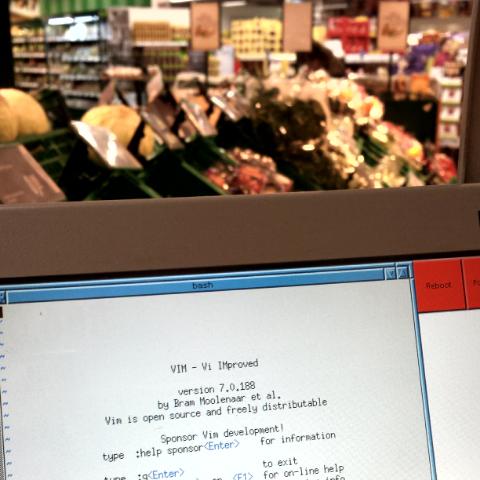 bash
Reboot
VIM - Vi IMproved
version 7.0.188
by Bram Moolenaar et al.
Vim is open source and freely distributable
Sponsor Vim development!
type :help sponsor<Enter> for information
type :q<Enter> to exit
<F1> for on-line help